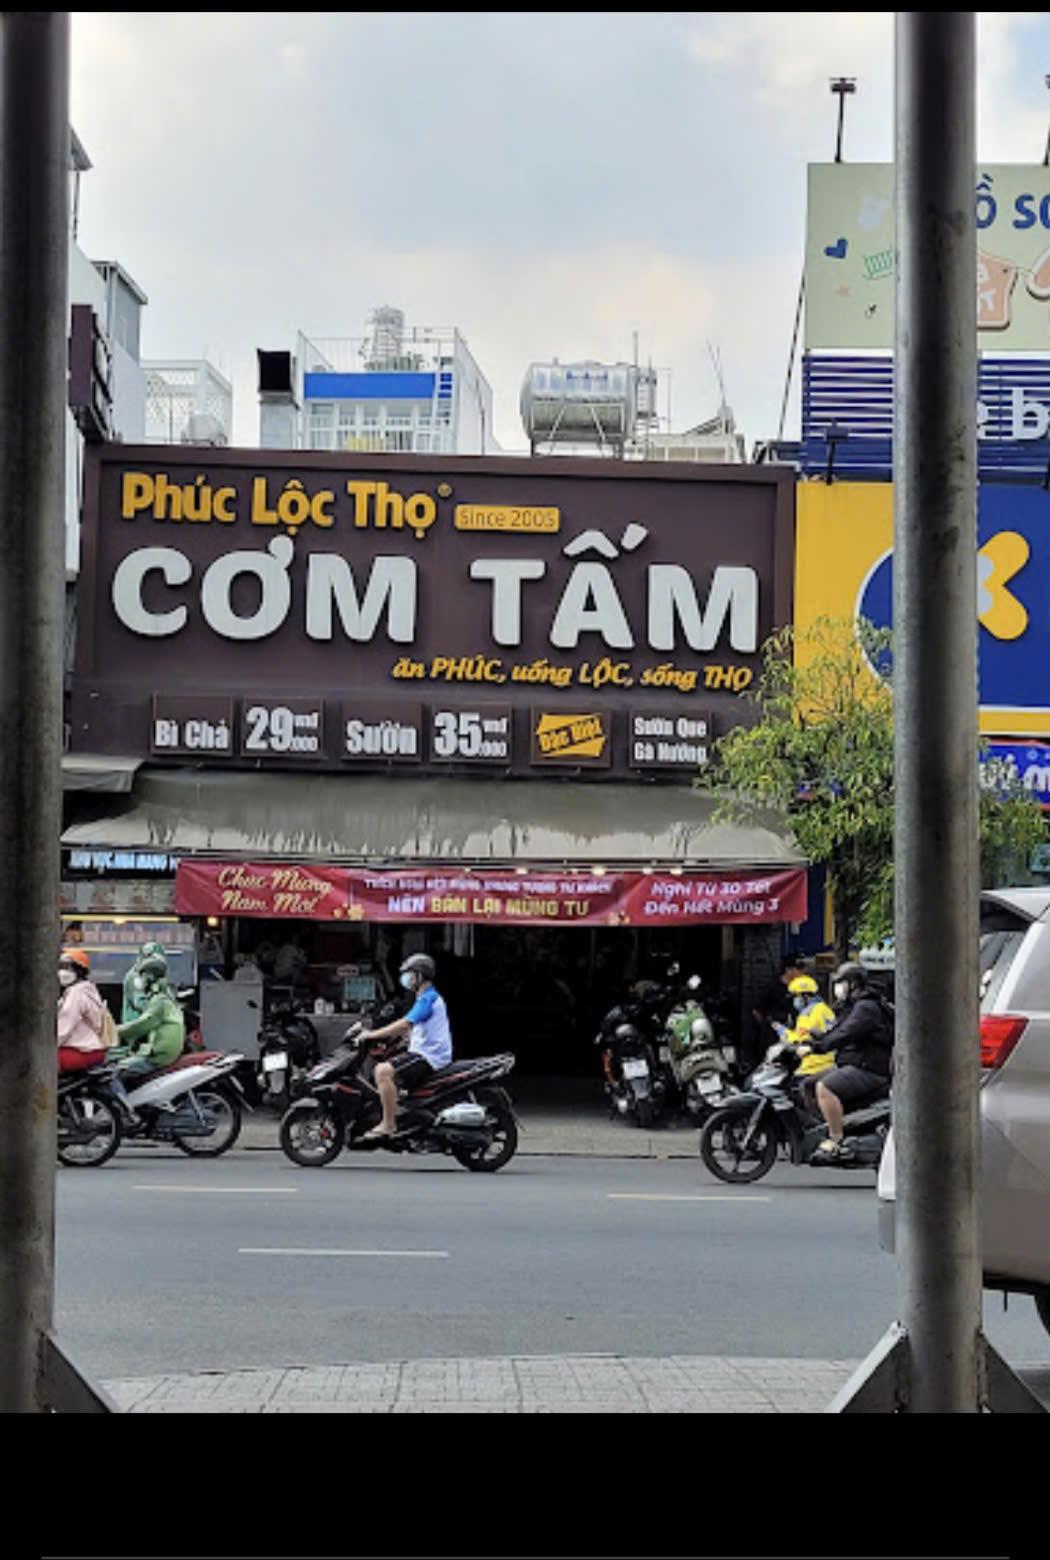 Phúc Lộc Thọ®
Since 2005
CƠM TẤM
ăn PHÚC, uống LỘC, sống THỌ
Bì Chả 29.000 vnđ Sườn 35.000 vnđ Đặc Biệt Sườn Que
Gà Nướng
Chúc Mừng
Năm Mới
NÊN BÁN LẠI MÙNG TƯ
Nghỉ Từ 30 Tết
Đến Hết Mùng 3